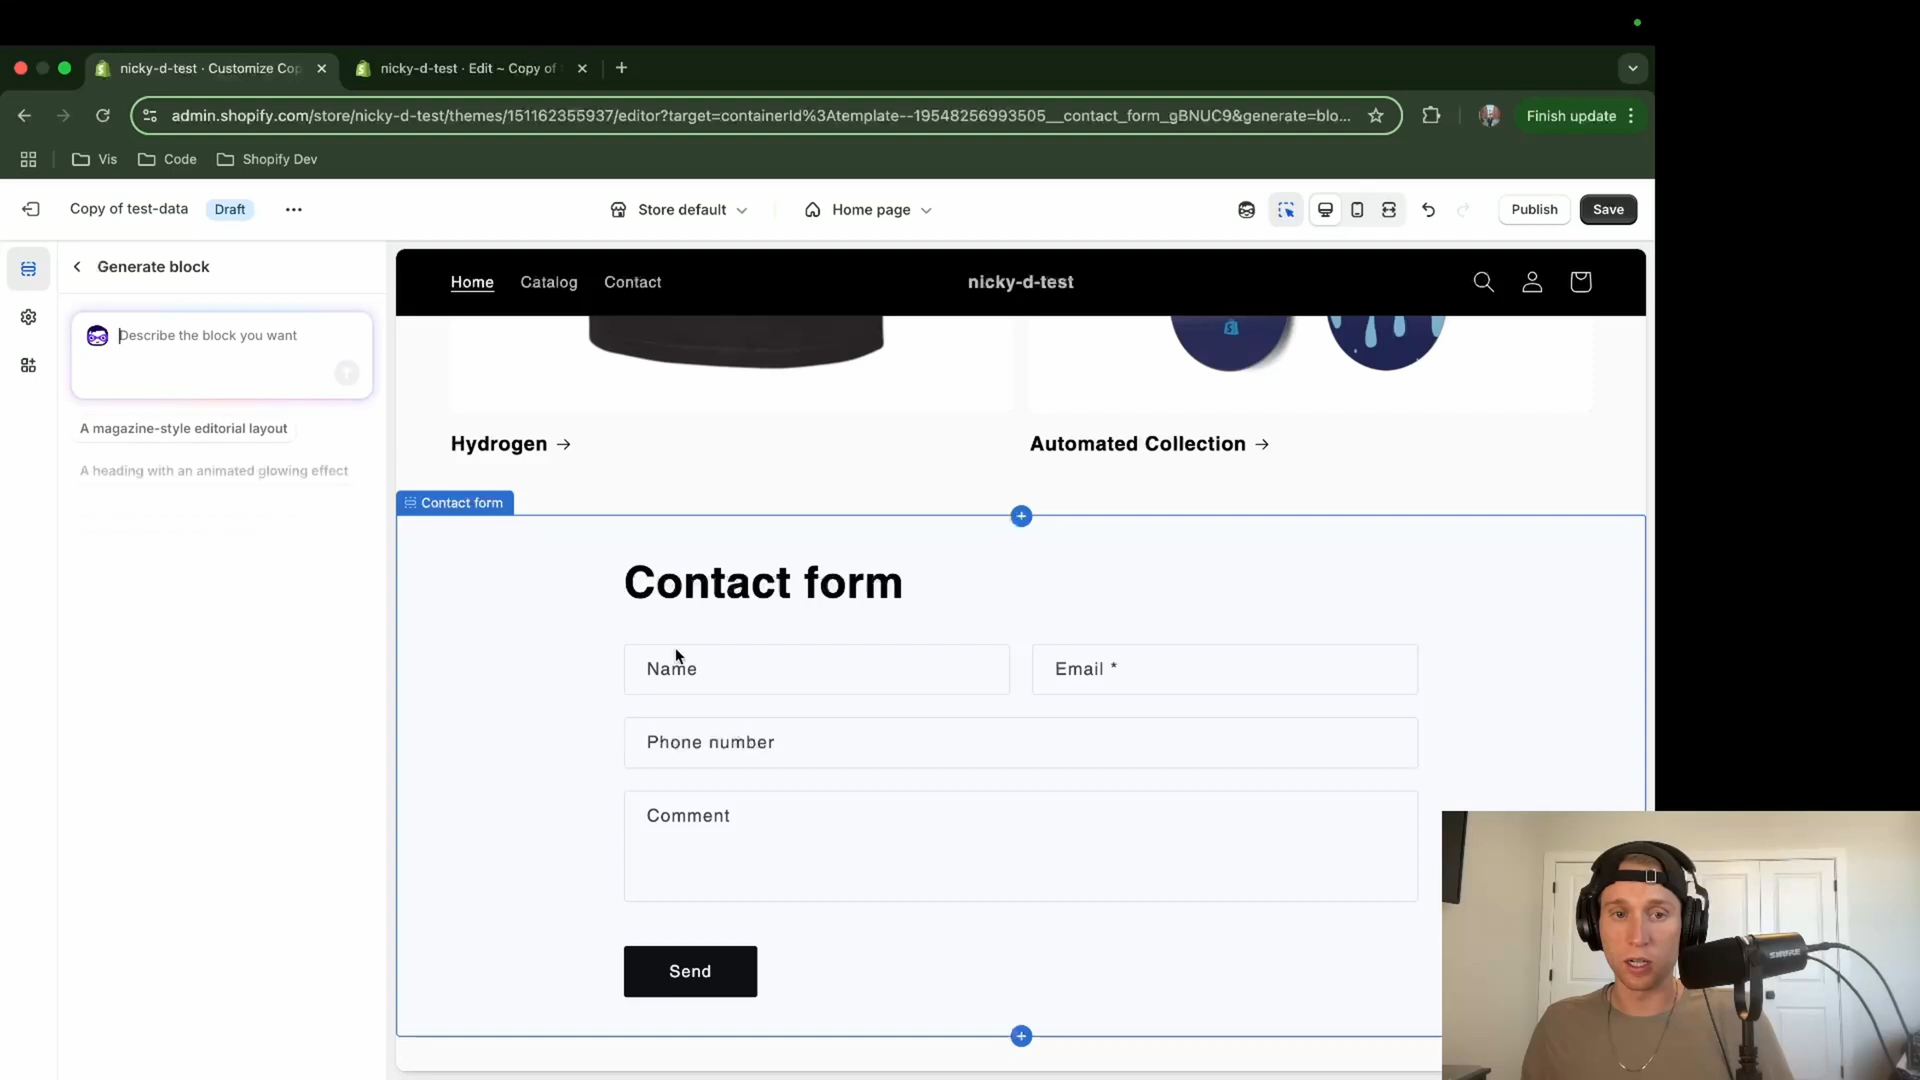 nicky-d-test · Customize Cop
nicky-d-test · Edit ~ Copy of
admin.shopify.com/store/nicky-d-test/themes/151162355937/editor?target=containerId%3Atemplate--19548256993505__contact_form_gBNUC9&generate=blo...
Finish update
Vis
Code
Shopify Dev
Copy of test-data
Draft
Store default
Home page
Publish
Save
Generate block
Describe the block you want
A magazine-style editorial layout
A heading with an animated glowing effect
Home
Catalog
Contact
nicky-d-test
Hydrogen →
Automated Collection →
Contact form
Contact form
Name
Email *
Phone number
Comment
Send
SHURE